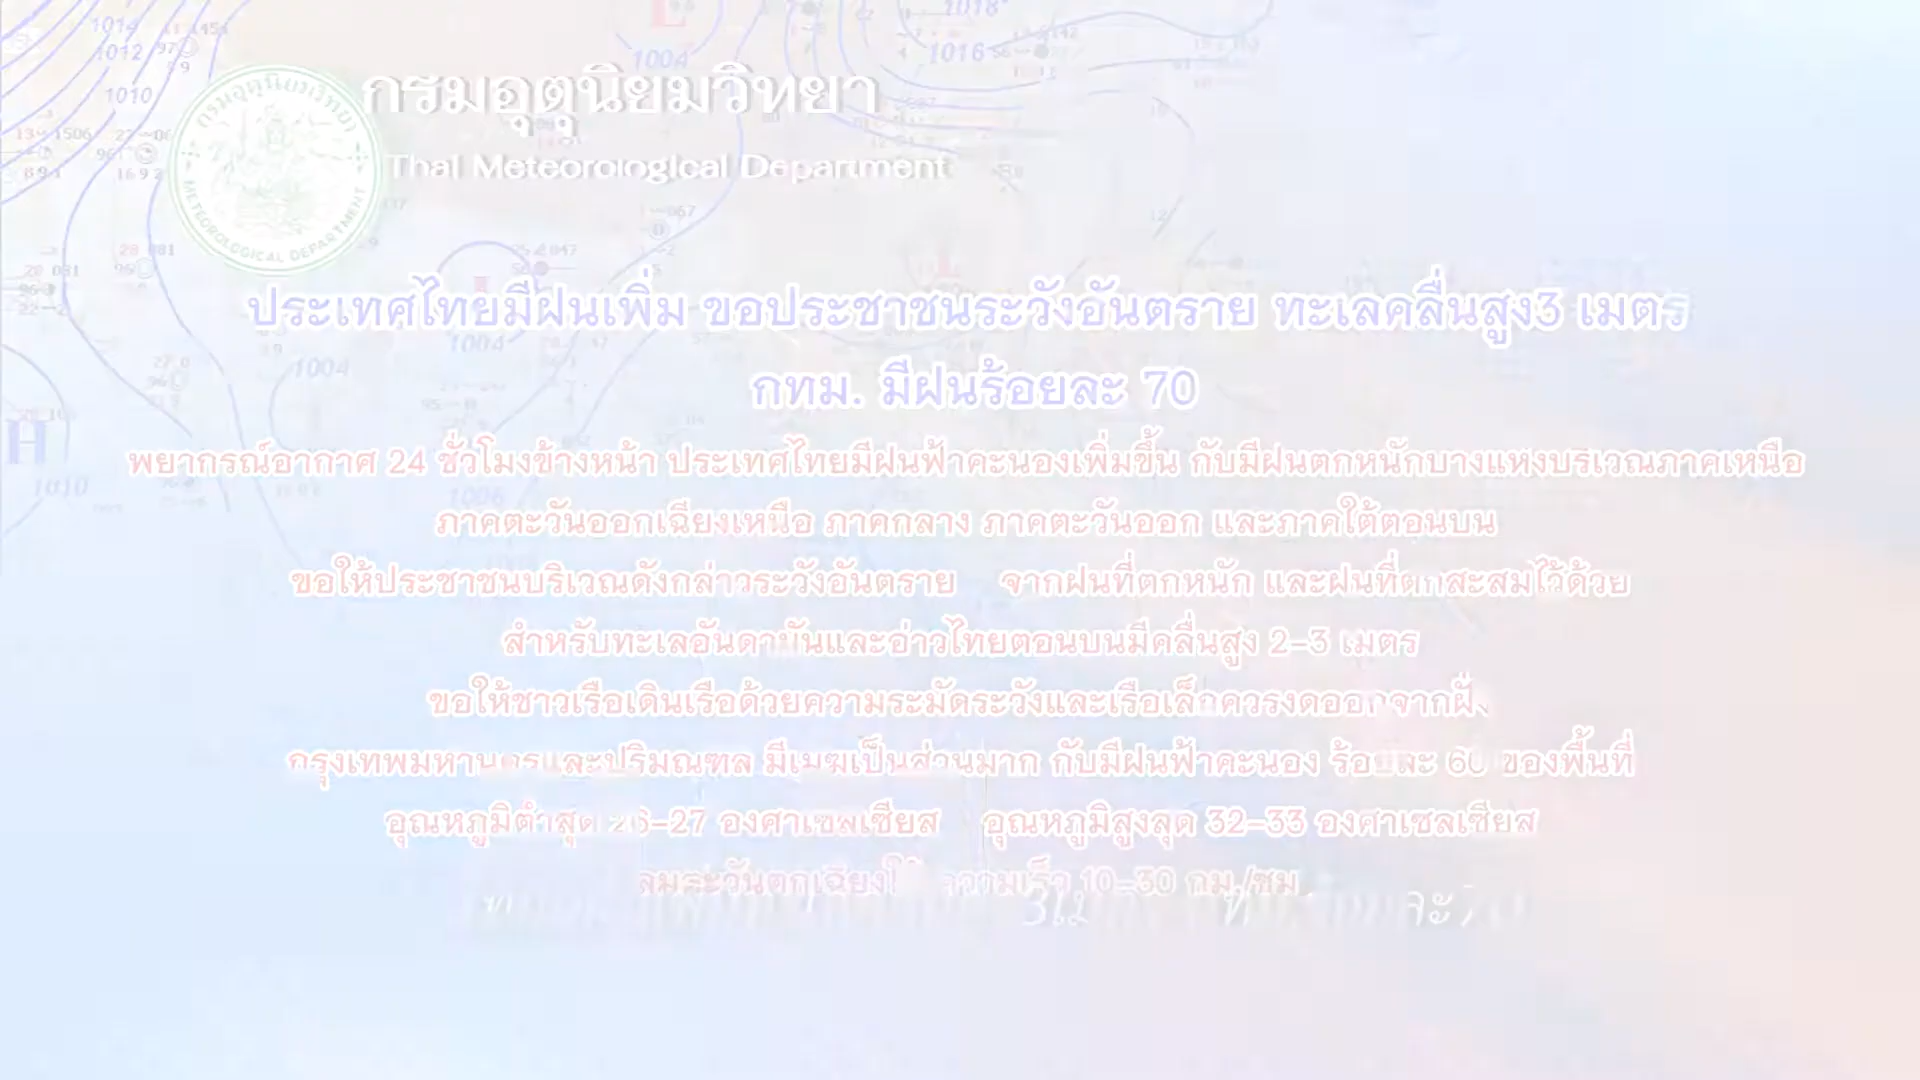 กรมอุตุนิยมวิทยา
Thai Meteorological Department
ประเทศไทยมีฝนเพิ่ม ขอประชาชนระวังอันตราย ทะเลคลื่นสูง3 เมตร
กทม. มีฝนร้อยละ 70
พยากรณ์อากาศ 24 ชั่วโมงข้างหน้า ประเทศไทยมีฝนฟ้าคะนองเพิ่มขึ้น กับมีฝนตกหนักบางแห่งบริเวณภาคเหนือ
ภาคตะวันออกเฉียงเหนือ ภาคกลาง ภาคตะวันออก และภาคใต้ตอนบน
ขอให้ประชาชนบริเวณดังกล่าวระวังอันตราย จากฝนที่ตกหนัก และฝนที่ตกสะสมไว้ด้วย
สำหรับทะเลอันดามันและอ่าวไทยตอนบนมีคลื่นสูง 2-3 เมตร
ขอให้ชาวเรือเดินเรือด้วยความระมัดระวังและเรือเล็กควรงดออกจากฝั่ง
กรุงเทพมหานครและปริมณฑล มีเมฆเป็นส่วนมาก กับมีฝนฟ้าคะนอง ร้อยละ 60 ของพื้นที่
อุณหภูมิต่ำสุด 26-27 องศาเซลเซียส อุณหภูมิสูงสุด 32-33 องศาเซลเซียส
ลมตะวันตกเฉียงใต้ ความเร็ว 10-30 กม./ชม.